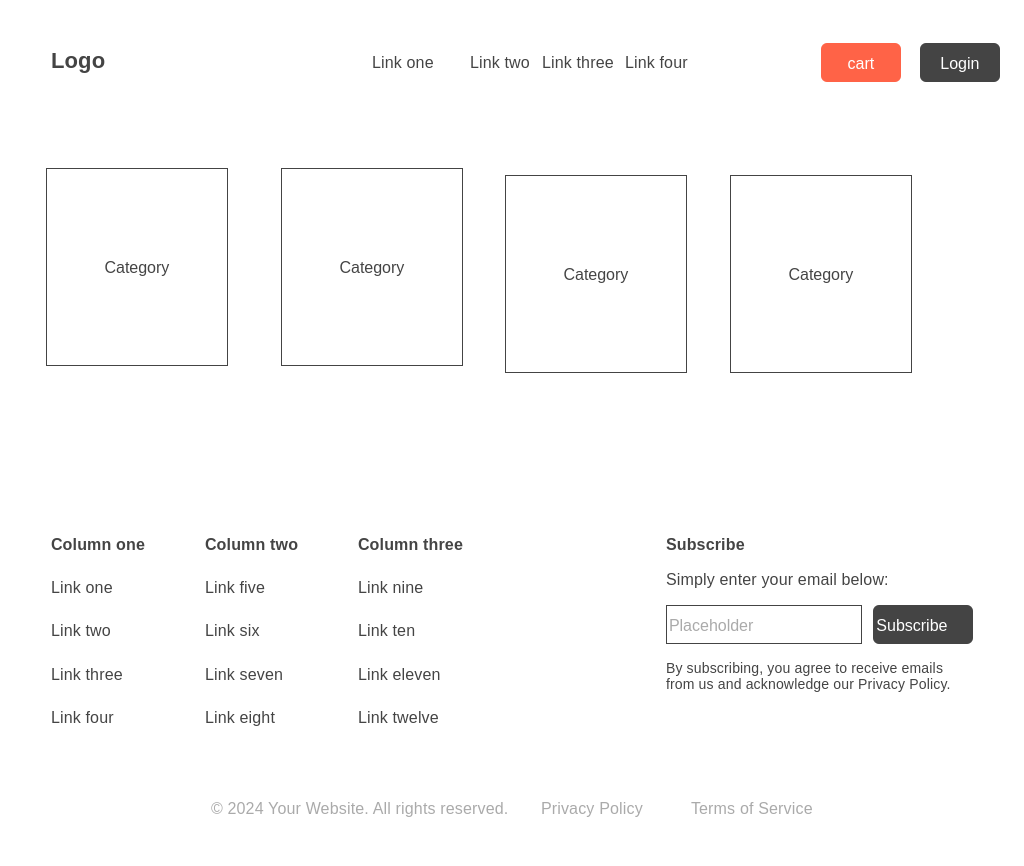 Logo
Link one
Link two
Link three
Link four
cart
Login
Category
Category
Category
Category
Column one
Link one
Link two
Link three
Link four
Column two
Link five
Link six
Link seven
Link eight
Column three
Link nine
Link ten
Link eleven
Link twelve
Subscribe
Simply enter your email below:
Placeholder
Subscribe
By subscribing, you agree to receive emails
from us and acknowledge our Privacy Policy.
© 2024 Your Website. All rights reserved.
Privacy Policy
Terms of Service